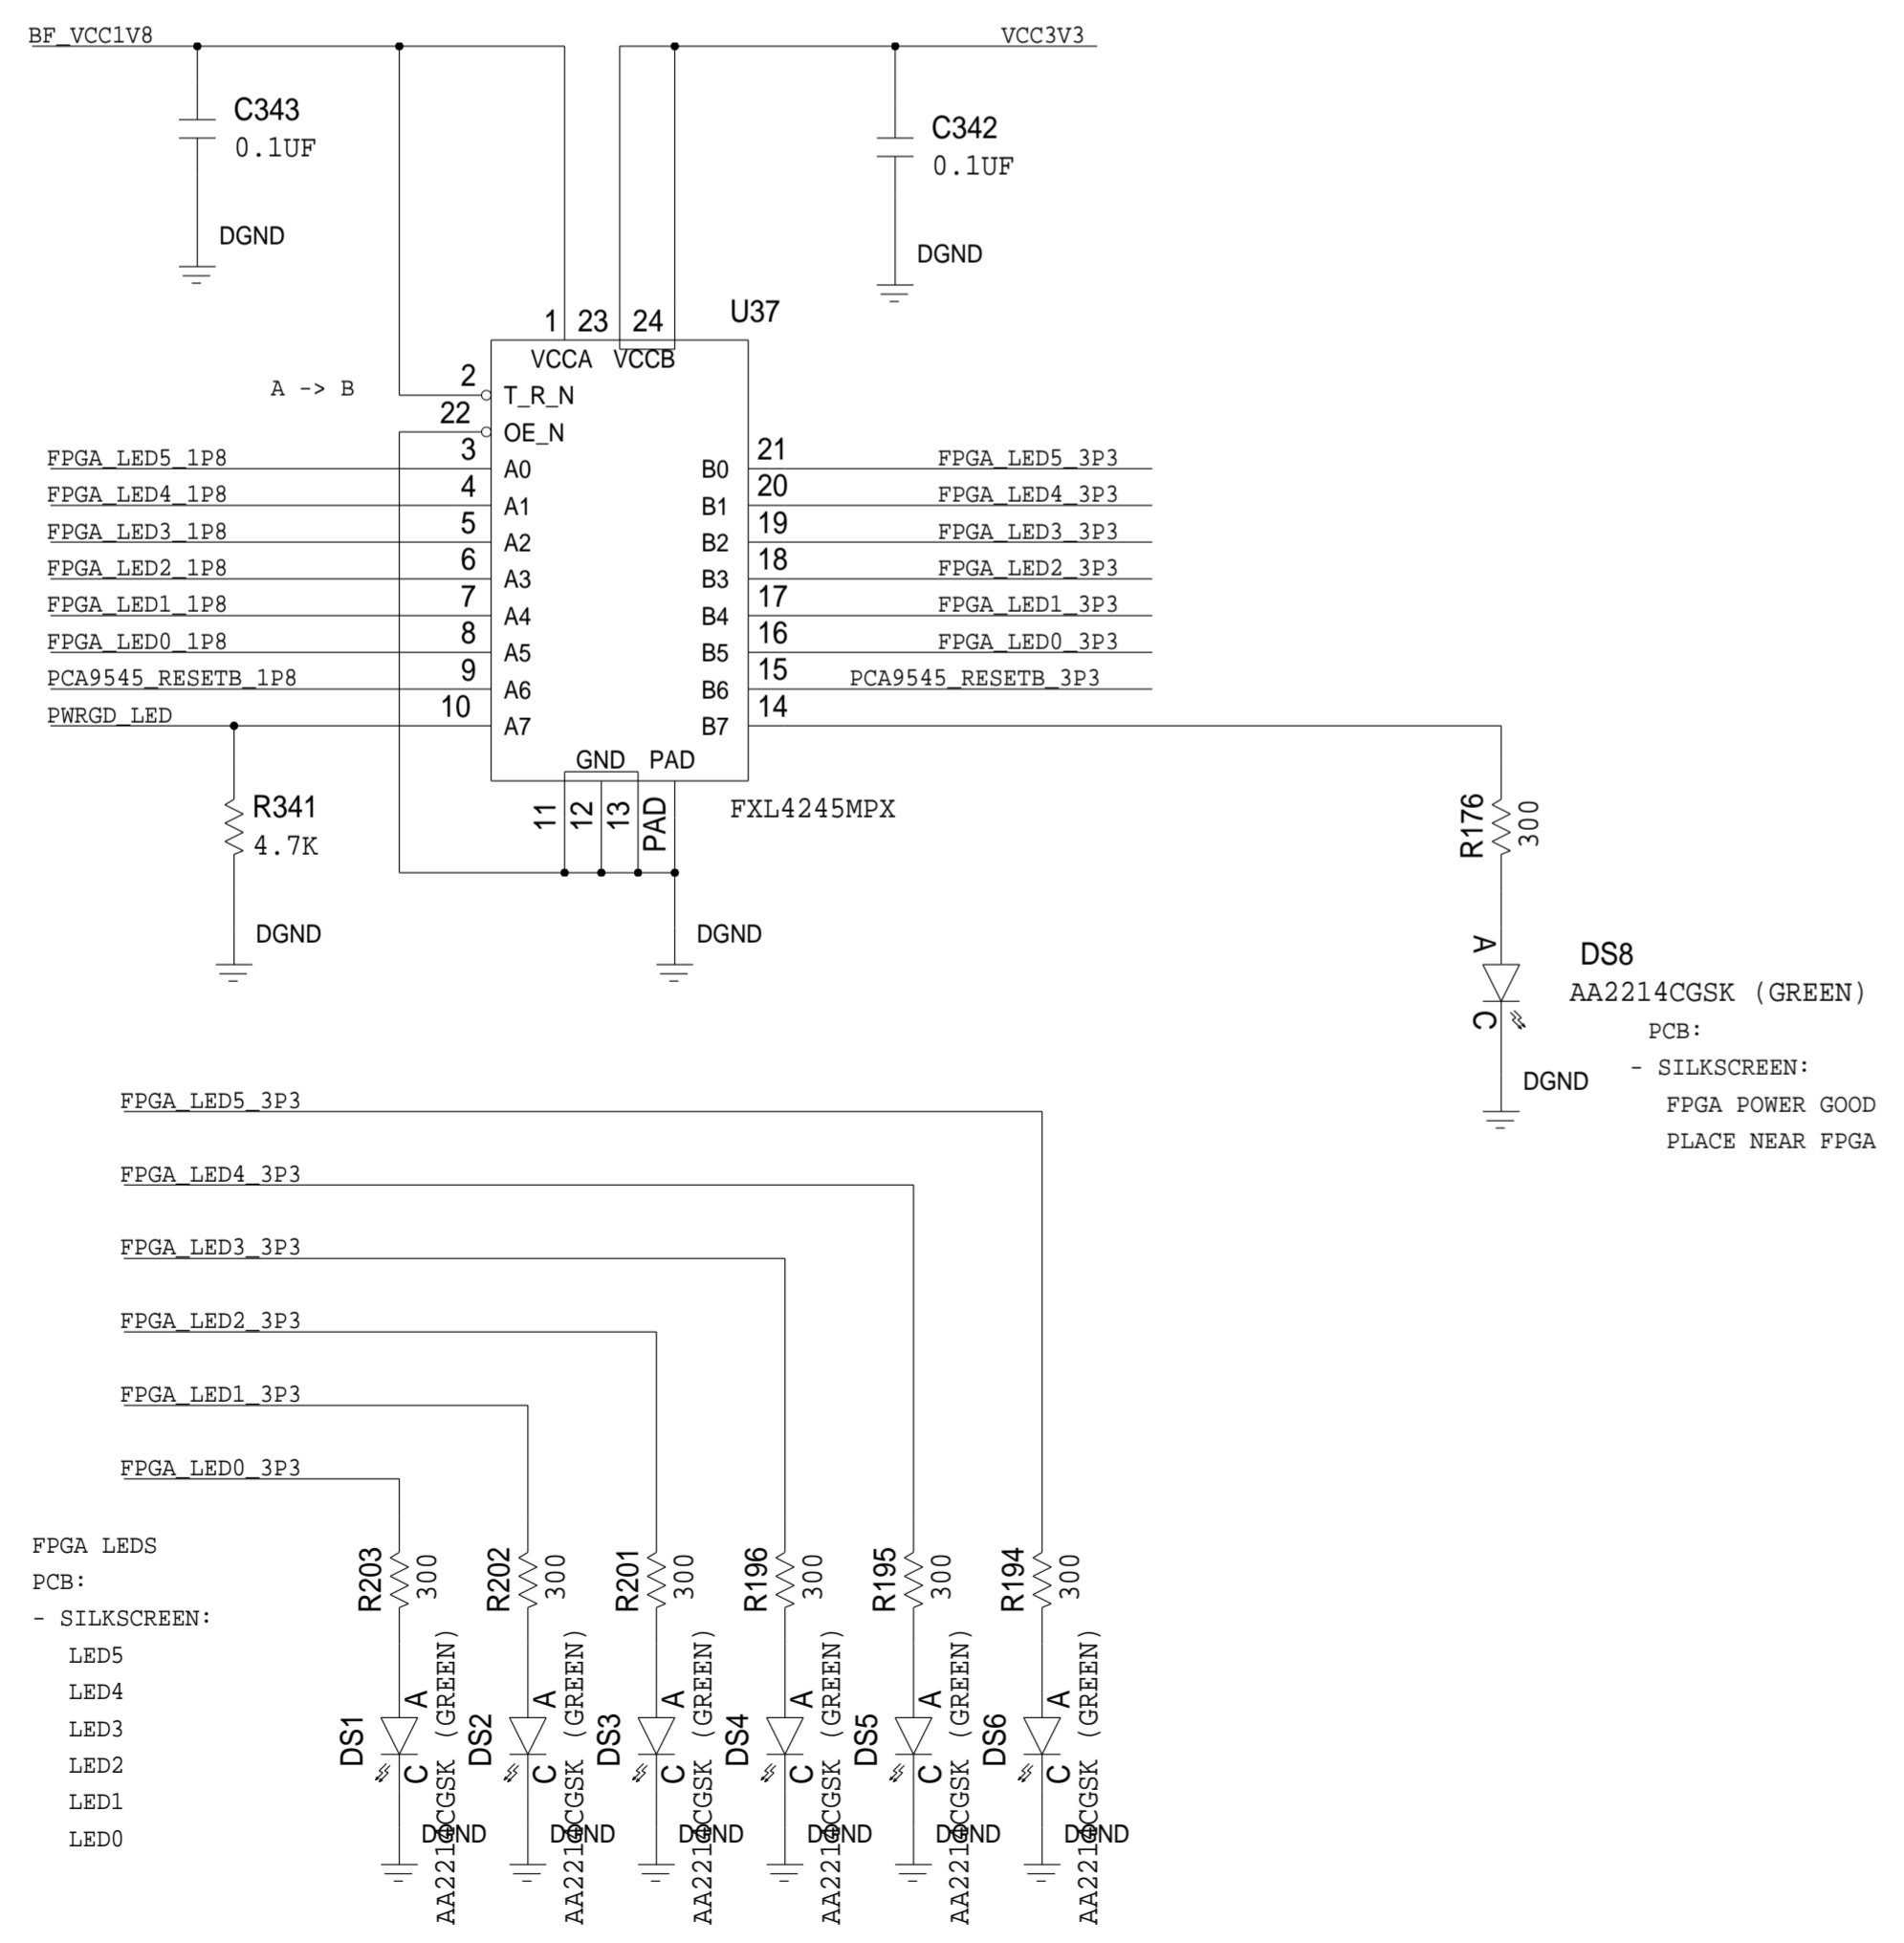 BF_VCC1V8
VCC3V3
C343
0.1UF
DGND
C342
0.1UF
DGND
U37
1 23 24
VCCA VCCB
A -> B
2 T_R_N
22 OE_N
FPGA_LED5_1P8 3 A0 B0 21 FPGA_LED5_3P3
FPGA_LED4_1P8 4 A1 B1 20 FPGA_LED4_3P3
FPGA_LED3_1P8 5 A2 B2 19 FPGA_LED3_3P3
FPGA_LED2_1P8 6 A3 B3 18 FPGA_LED2_3P3
FPGA_LED1_1P8 7 A4 B4 17 FPGA_LED1_3P3
FPGA_LED0_1P8 8 A5 B5 16 FPGA_LED0_3P3
PCA9545_RESETB_1P8 9 A6 B6 15 PCA9545_RESETB_3P3
PWRGD_LED 10 A7 B7 14
GND PAD
11 12 13 PAD
FXL4245MPX
R341
4.7K
DGND
DGND
R176
300
A
C
DS8
AA2214CGSK (GREEN)
PCB:
- SILKSCREEN:
FPGA POWER GOOD
PLACE NEAR FPGA
DGND
FPGA_LED5_3P3
FPGA_LED4_3P3
FPGA_LED3_3P3
FPGA_LED2_3P3
FPGA_LED1_3P3
FPGA_LED0_3P3
FPGA LEDS
PCB:
- SILKSCREEN:
LED5
LED4
LED3
LED2
LED1
LED0
R203 300
R202 300
R201 300
R196 300
R195 300
R194 300
DS1 A C AA2214CGSK (GREEN)
DS2 A C AA2214CGSK (GREEN)
DS3 A C AA2214CGSK (GREEN)
DS4 A C AA2214CGSK (GREEN)
DS5 A C AA2214CGSK (GREEN)
DS6 A C AA2214CGSK (GREEN)
DGND DGND DGND DGND DGND DGND